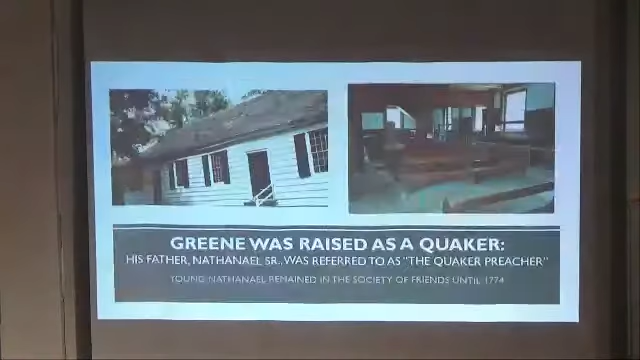 GREENE WAS RAISED AS A QUAKER:
HIS FATHER, NATHANAEL SR., WAS REFERRED TO AS "THE QUAKER PREACHER"
YOUNG NATHANAEL REMAINED IN THE SOCIETY OF FRIENDS UNTIL 1774